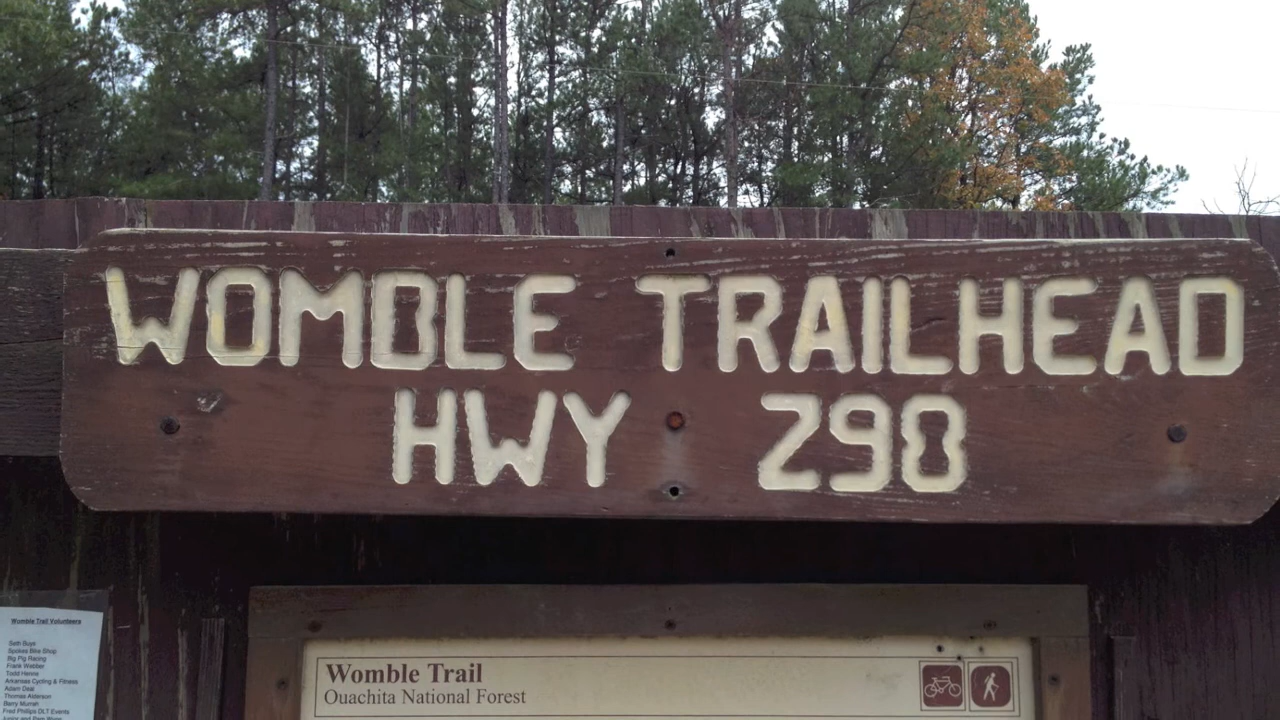 WOMBLE TRAILHEAD
HWY 298
Womble Trail
Ouachita National Forest
Womble Trail Volunteers
Seth Buys
Spokes Bike Shop
Big Pig Racing
Frank Webber
Todd Henne
Arkansas Cycling & Fitness
Adam Deal
Thomas Alderson
Barry Murrah
Fred Phillips DLT Events